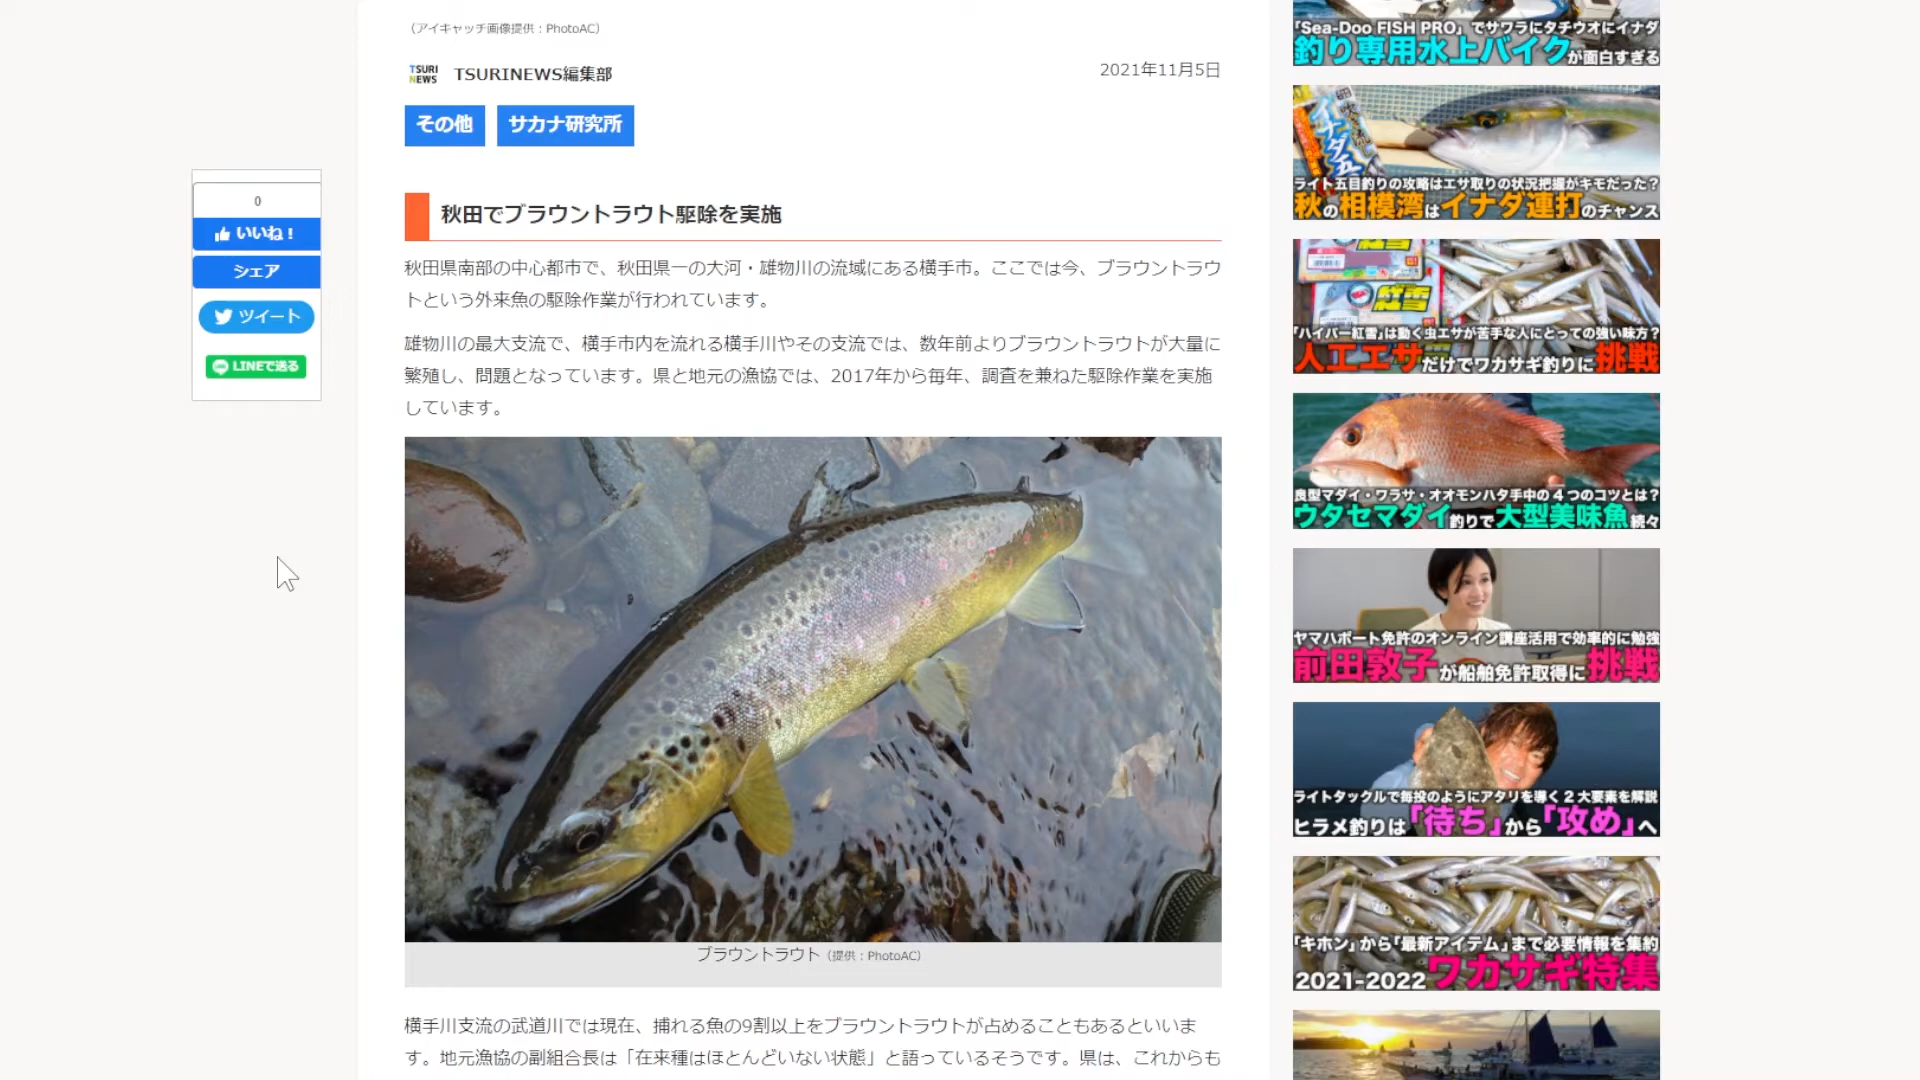 （アイキャッチ画像提供：PhotoAC）
TSURI
NEWS
TSURINEWS編集部
2021年11月5日
その他
サカナ研究所
0
いいね！
シェア
ツイート
LINEで送る
秋田でブラウントラウト駆除を実施
秋田県南部の中心都市で、秋田県一の大河・雄物川の流域にある横手市。ここでは今、ブラウントラウ
トという外来魚の駆除作業が行われています。
雄物川の最大支流で、横手市内を流れる横手川やその支流では、数年前よりブラウントラウトが大量に
繁殖し、問題となっています。県と地元の漁協では、2017年から毎年、調査を兼ねた駆除作業を実施
しています。
ブラウントラウト（提供：PhotoAC）
横手川支流の武道川では現在、捕れる魚の9割以上をブラウントラウトが占めることもあるといいま
す。地元漁協の副組合長は「在来種はほとんどいない状態」と語っているそうです。県は、これからも
「Sea-Doo FISH PRO」でサワラにタチウオにイナダ
釣り専用水上バイクが面白すぎる
イナダ五
ライト五目釣りの攻略はエサ取りの状況把握がキモだった？
秋の相模湾はイナダ連打のチャンス
紅雪
紅雪
「ハイパー紅雪」は動く虫エサが苦手な人にとっての強い味方？
人工エサだけでワカサギ釣りに挑戦
良型マダイ・ワラサ・オオモンハタ手中の4つのコツとは？
ウタセマダイ釣りで大型美味魚続々
ヤマハボート免許のオンライン講座活用で効率的に勉強
前田敦子が船舶免許取得に挑戦
ライトタックルで毎投のようにアタリを導く2大要素を解説
ヒラメ釣りは「待ち」から「攻め」へ
「キホン」から「最新アイテム」まで必要情報を集約
2021-2022ワカサギ特集